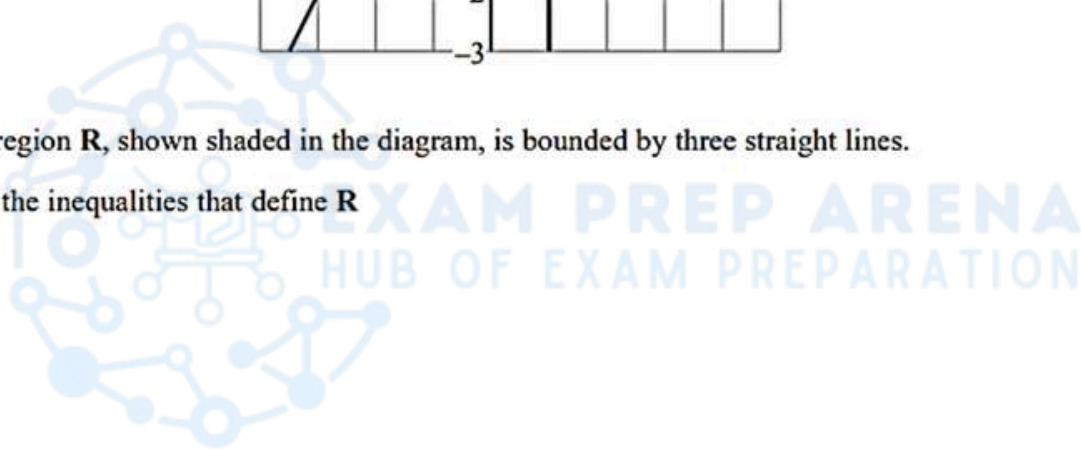 –3
region R, shown shaded in the diagram, is bounded by three straight lines.
the inequalities that define R
EXAM PREP ARENA
HUB OF EXAM PREPARATION